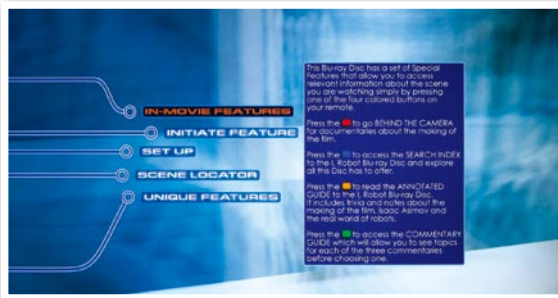 IN-MOVIE FEATURES
INITIATE FEATURE
SET UP
SCENE LOCATOR
UNIQUE FEATURES
This Blu-ray Disc has a set of Special
Features that allow you to access
relevant information about the scene
you are watching simply by pressing
one of the four colored buttons on
your remote.
Press the to go BEHIND THE CAMERA
for documentaries about the making of
the film.
Press the to access the SEARCH INDEX
to the I, Robot Blu-ray Disc and explore
all this Disc has to offer.
Press the to read the ANNOTATED
GUIDE to the I, Robot Blu-ray Disc.
It includes trivia and notes about the
making of the film, Isaac Asimov and
the real world of robots.
Press the to access the COMMENTARY
GUIDE which will allow you to see topics
for each of the three commentaries
before choosing one.